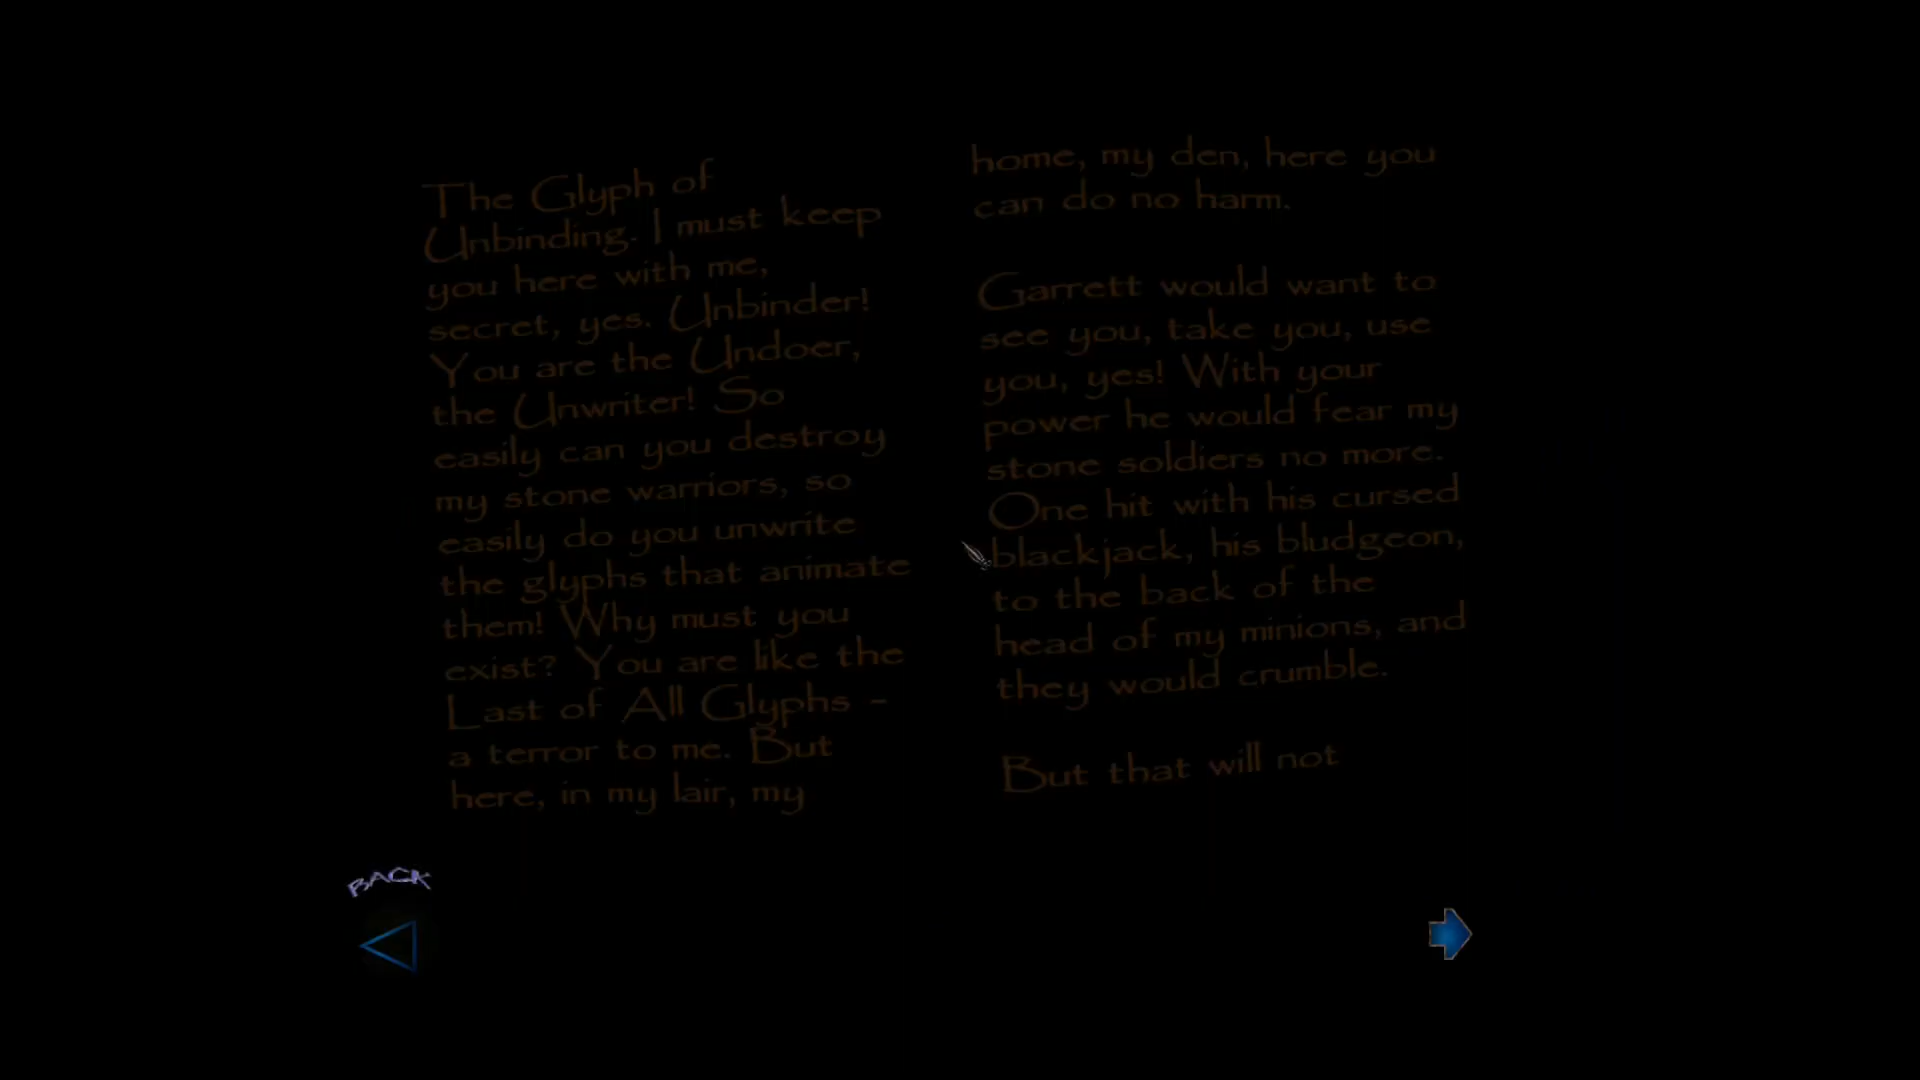 The Glyph of
Unbinding. I must keep
you here with me,
secret, yes. Unbinder!
You are the Undoer,
the Unwriter! So
easily can you destroy
my stone warriors, so
easily do you unwrite
the glyphs that animate
them! Why must you
exist? You are like the
Last of All Glyphs -
a terror to me. But
here, in my lair, my
home, my den, here you
can do no harm.
Garrett would want to
see you, take you, use
you, yes! With your
power he would fear my
stone soldiers no more.
One hit with his cursed
blackjack, his bludgeon,
to the back of the
head of my minions, and
they would crumble.
But that will not
BACK